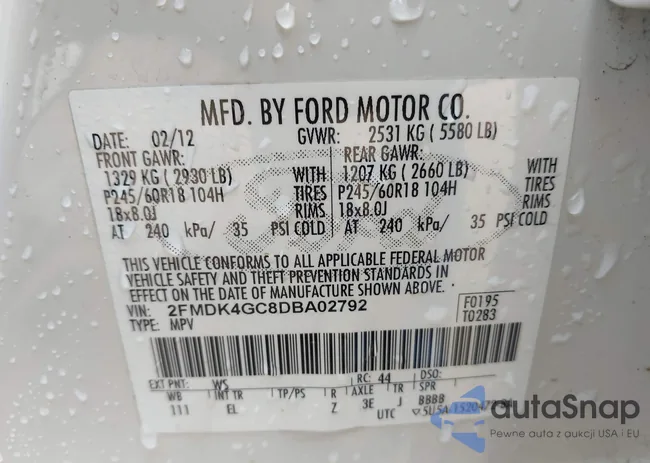 MFD. BY FORD MOTOR CO.
DATE: 02/12 GVWR: 2531 KG ( 5580 LB)
FRONT GAWR: REAR GAWR:
1329 KG ( 2930 LB) WITH 1207 KG ( 2660 LB) WITH
P245/60R18 104H TIRES P245/60R18 104H TIRES
18x8.0J RIMS 18x8.0J RIMS
AT 240 kPa/ 35 PSI COLD AT 240 kPa/ 35 PSI COLD
THIS VEHICLE CONFORMS TO ALL APPLICABLE FEDERAL MOTOR
VEHICLE SAFETY AND THEFT PREVENTION STANDARDS IN
EFFECT ON THE DATE OF MANUFACTURE SHOWN ABOVE.
VIN: 2FMDK4GC8DBA02792 F0195
TYPE: MPV T0283
EXT PNT: WS RC: 44 DSO:
WB INT TR TP/PS R AXLE TR SPR
111 EL Z 3E J BBBB
UTC
autaSnap
Pewne auta z aukcji USA i EU